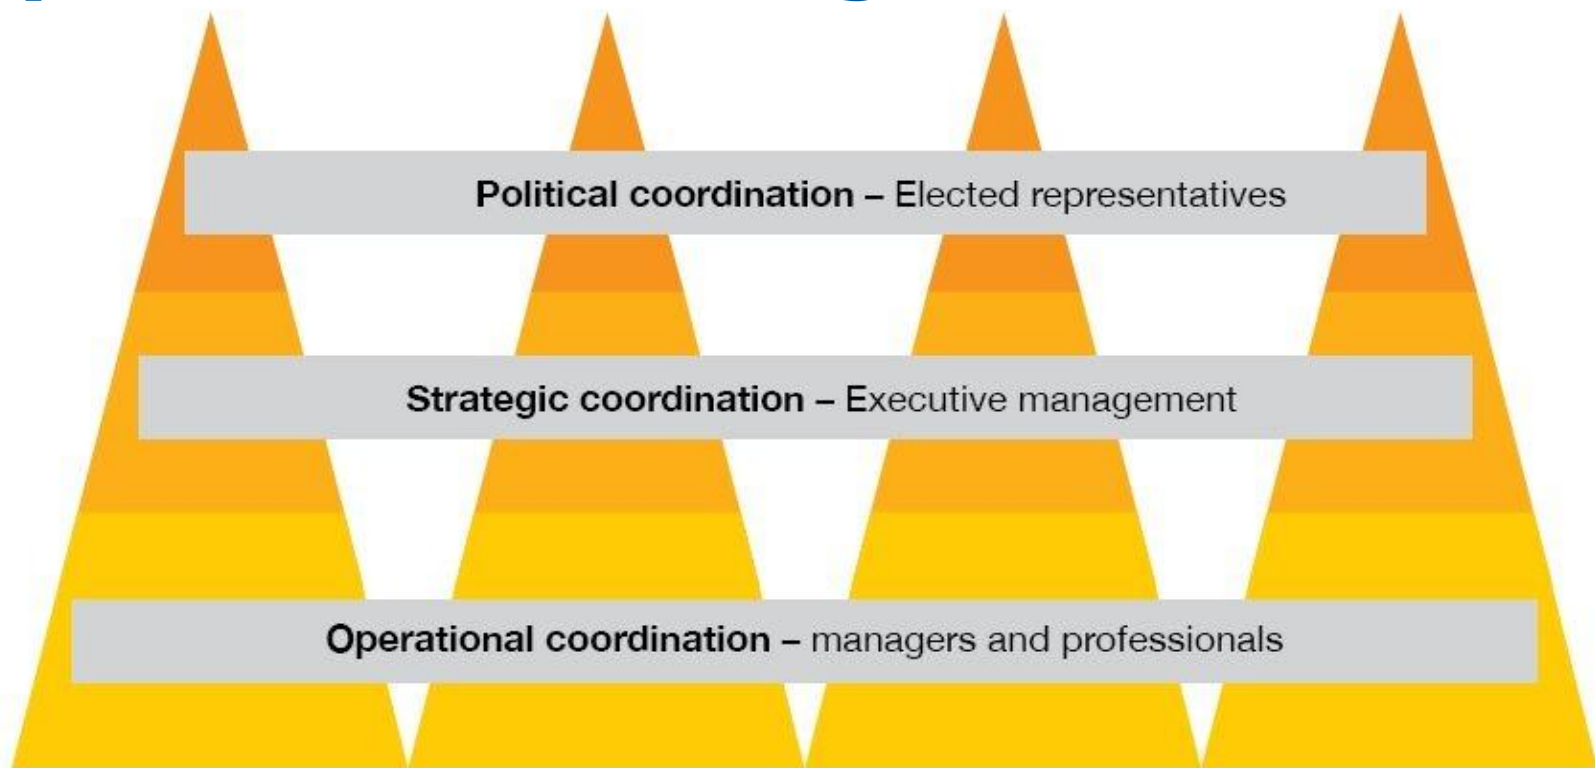 Political coordination – Elected representatives
Strategic coordination – Executive management
Operational coordination – managers and professionals